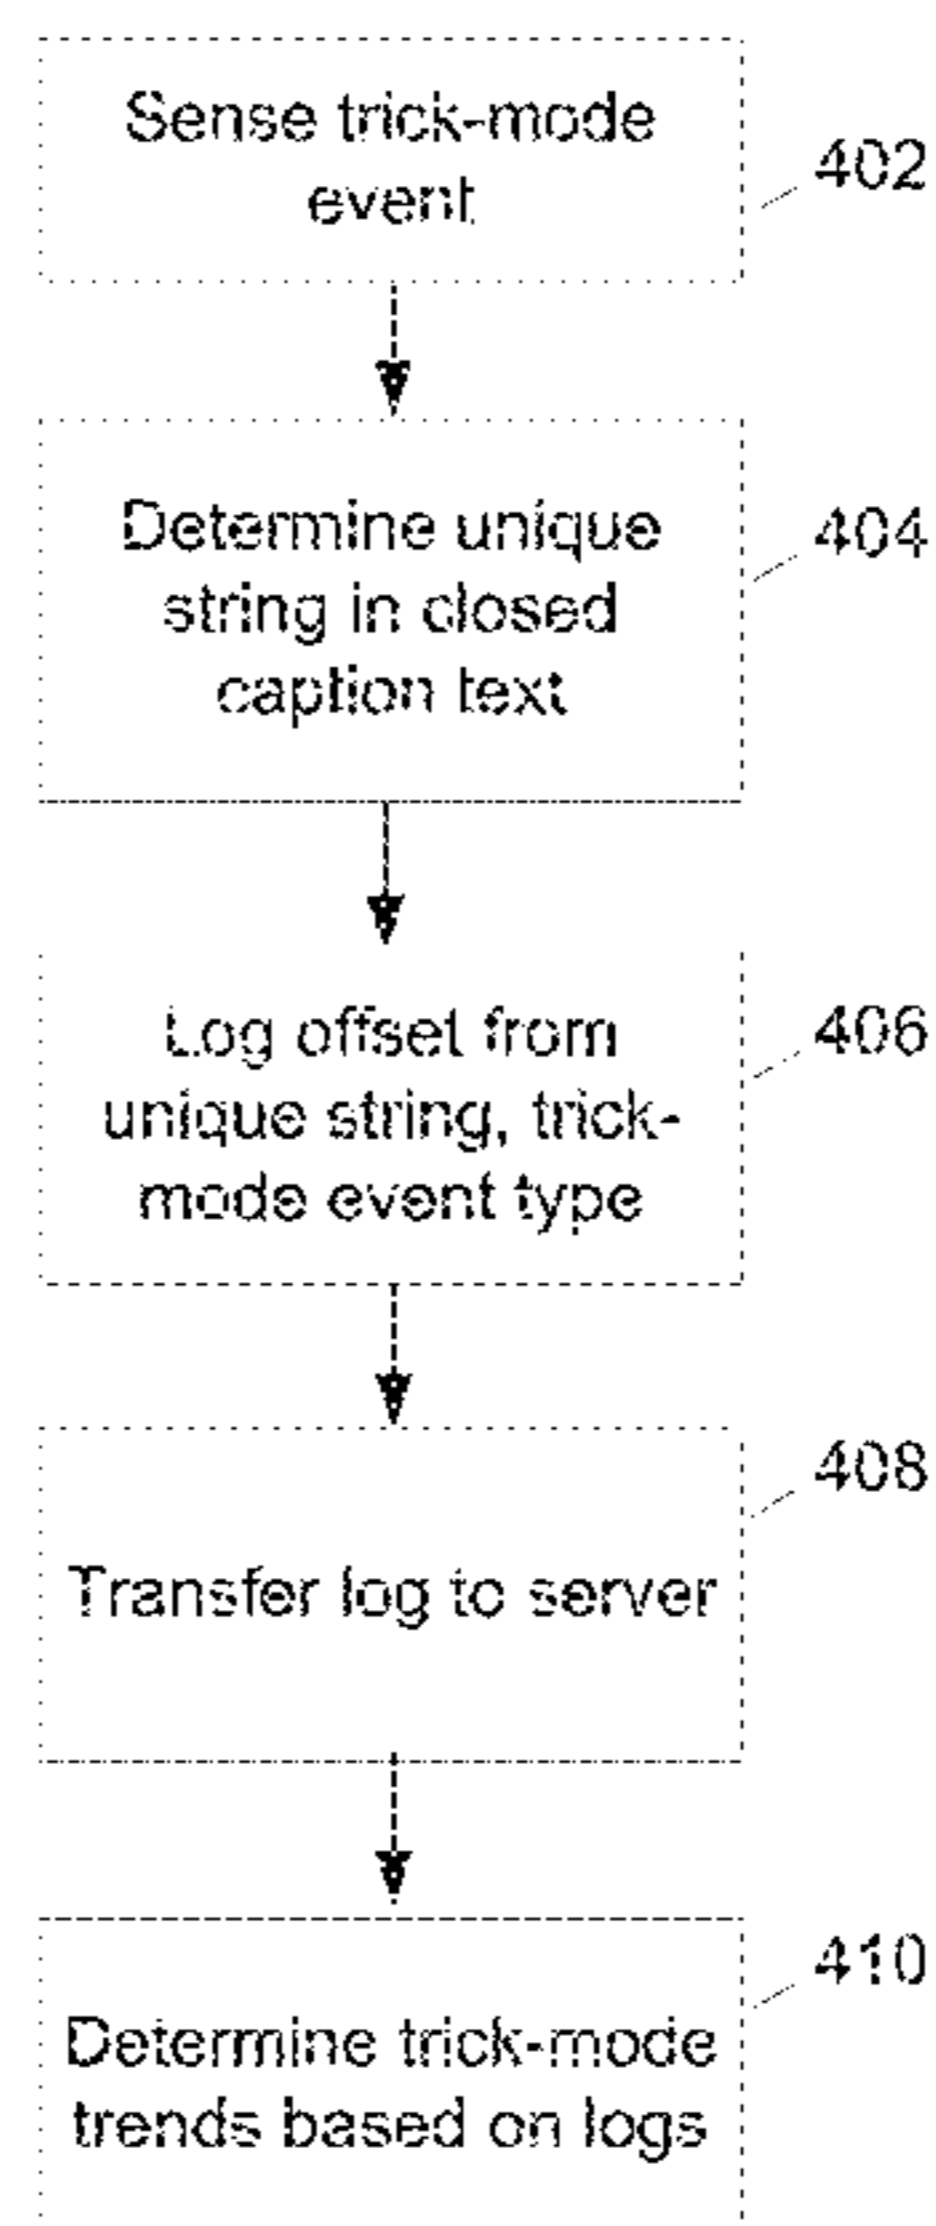 Sense trick-mode
event
402
Determine unique
string in closed
caption text
404
Log offset from
unique string, trick-
mode event type
406
Transfer log to server
408
Determine trick-mode
trends based on logs
410